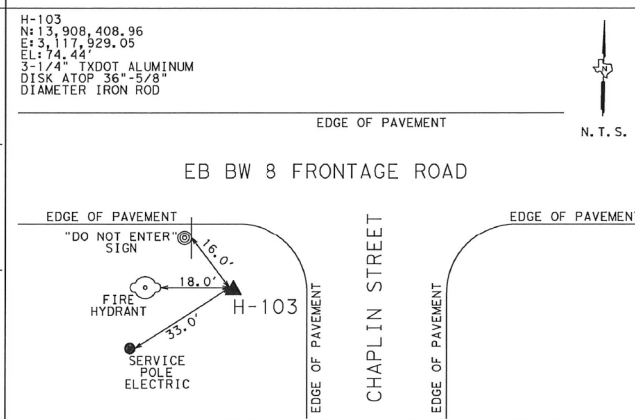 H-103
N:13,908,408.96
E:3,117,929.05
EL:74.44'
3-1/4" TXDOT ALUMINUM
DISK ATOP 36"-5/8"
DIAMETER IRON ROD
N
N.T.S.
EDGE OF PAVEMENT
EB BW 8 FRONTAGE ROAD
EDGE OF PAVEMENT
EDGE OF PAVEMENT
"DO NOT ENTER"
SIGN
16.0'
18.0'
FIRE
HYDRANT
H-103
33.0'
SERVICE
POLE
ELECTRIC
EDGE OF PAVEMENT
CHAPLIN STREET
EDGE OF PAVEMENT